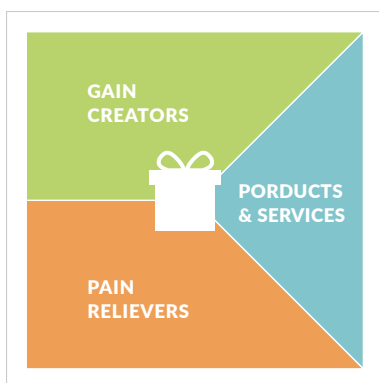 GAIN
CREATORS
PORDUCTS
& SERVICES
PAIN
RELIEVERS